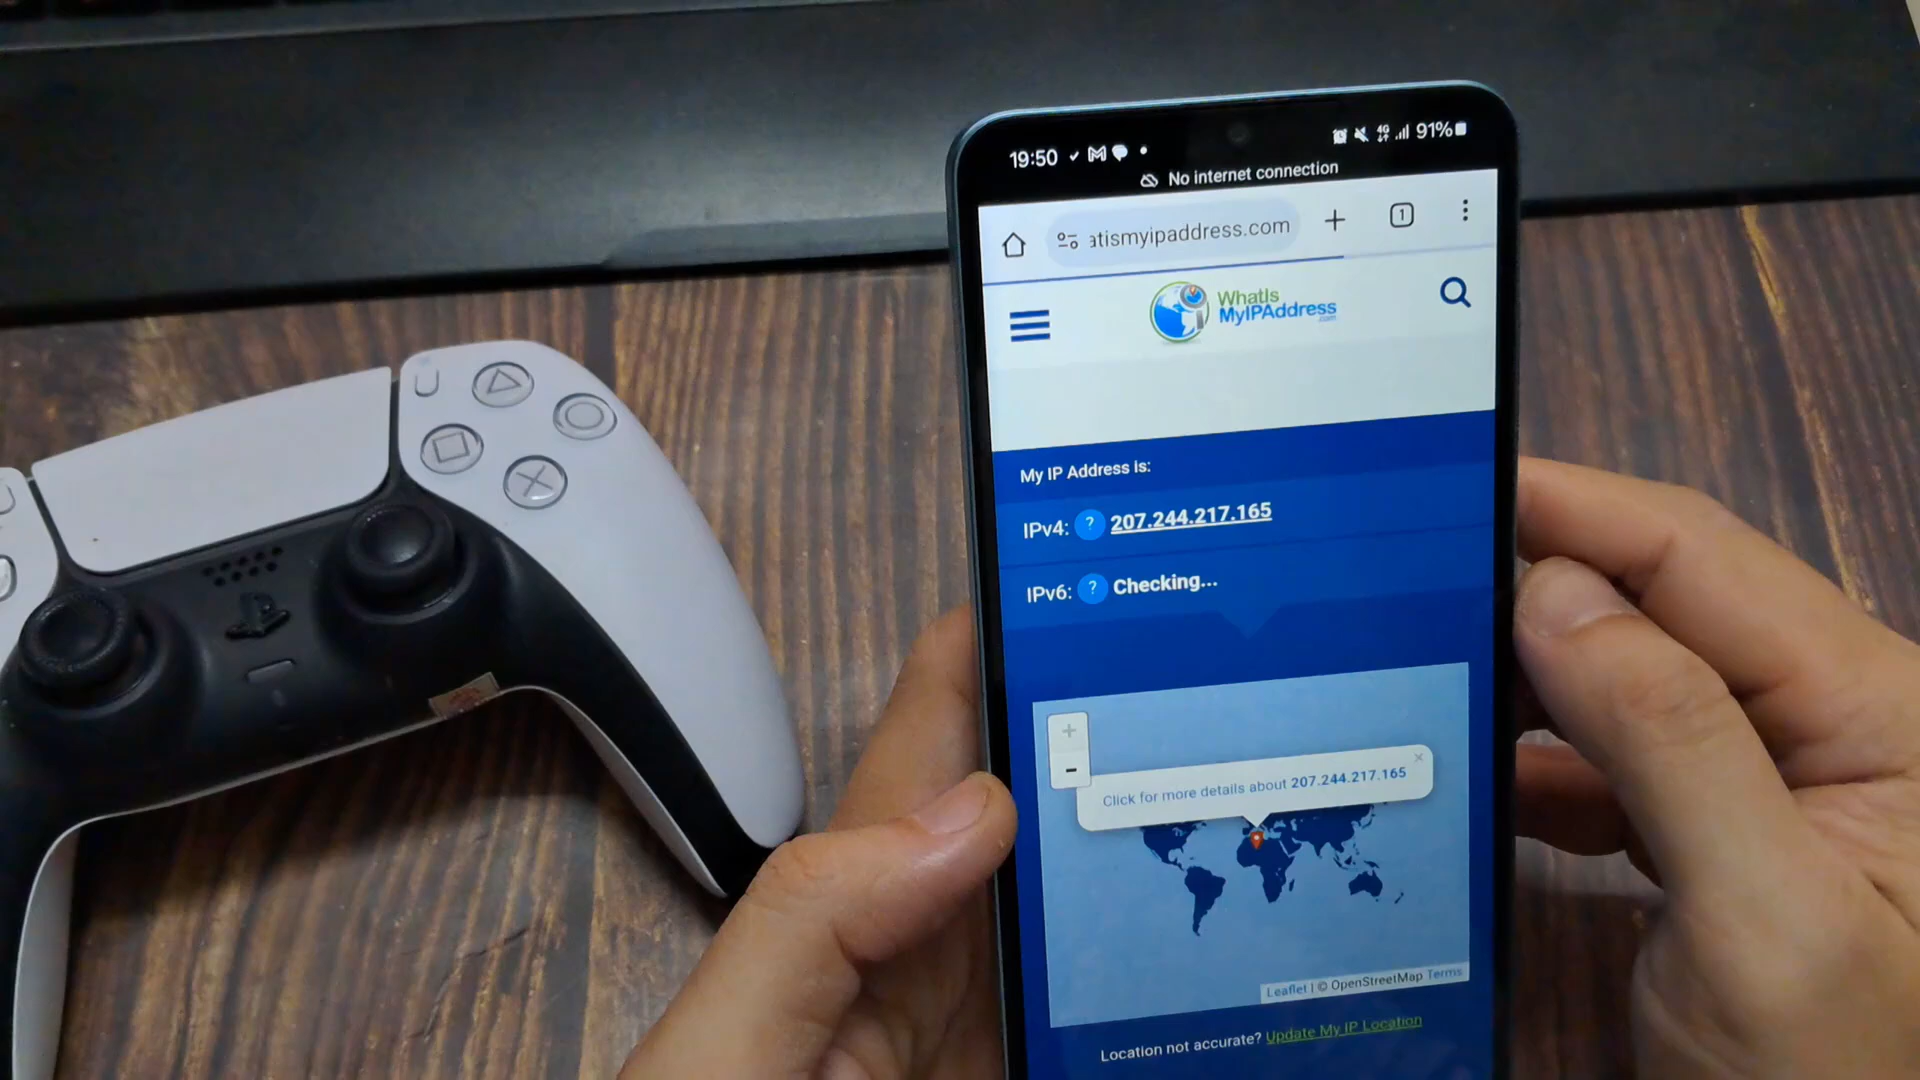 19:50
4G
91%
No internet connection
atismyipaddress.com
1
WhatIs
MyIPAddress
.com
My IP Address is:
IPv4: ? 207.244.217.165
IPv6: ? Checking...
+
-
Click for more details about 207.244.217.165
×
Leaflet | © OpenStreetMap Terms
Location not accurate? Update My IP Location